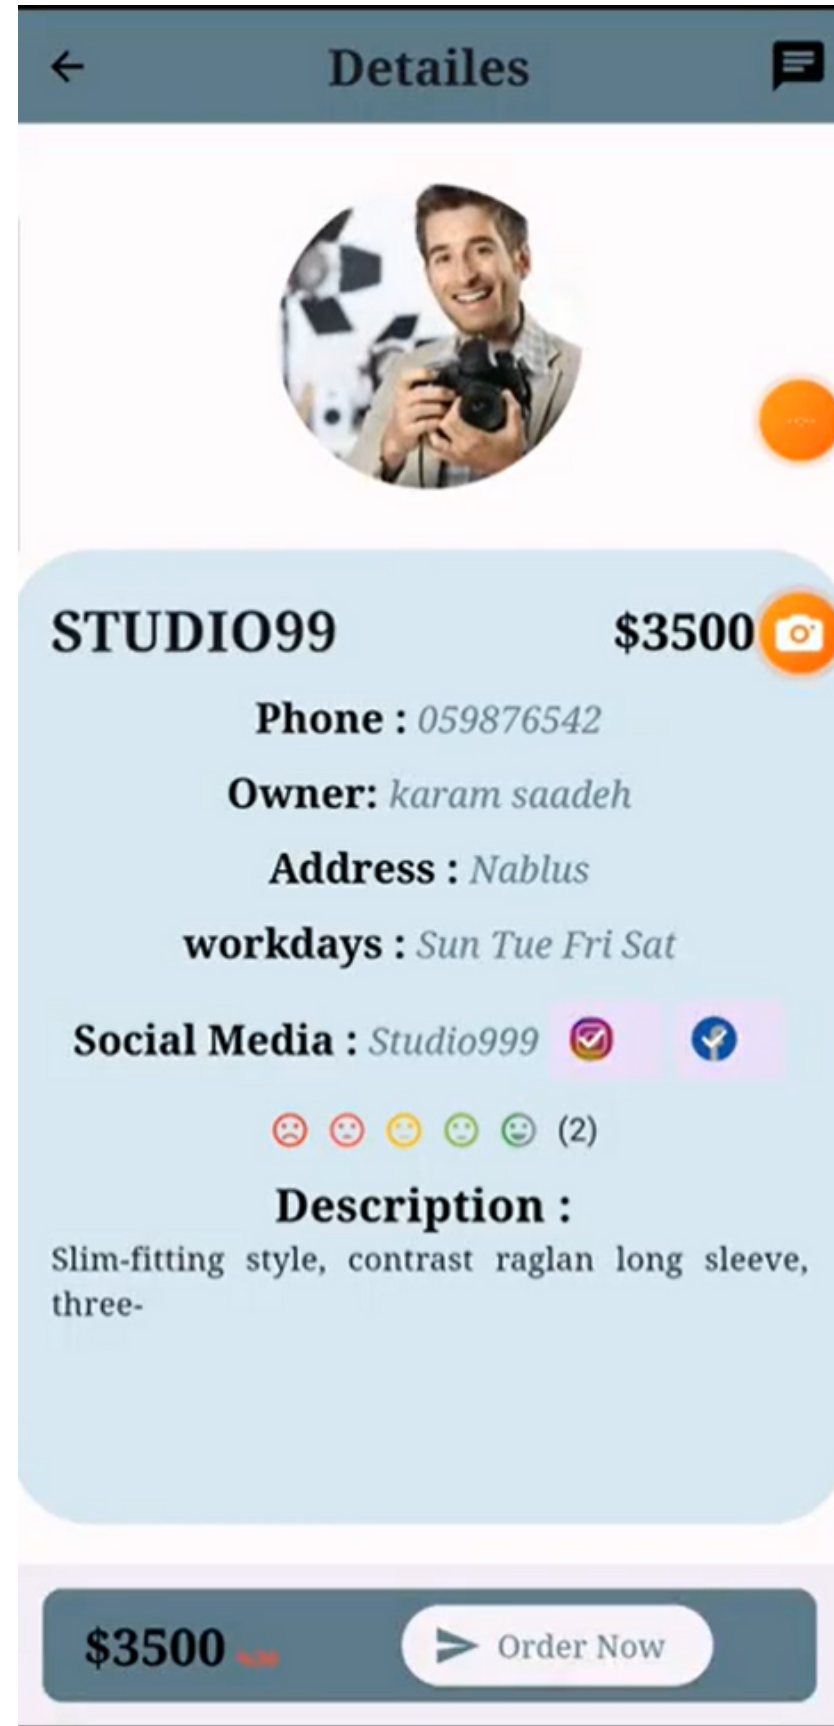 Detailes
STUDIO99 $3500
Phone : 059876542
Owner: karam saadeh
Address : Nablus
workdays : Sun Tue Fri Sat
Social Media : Studio999
(2)
Description :
Slim-fitting style, contrast raglan long sleeve,
three-
$3500
Order Now